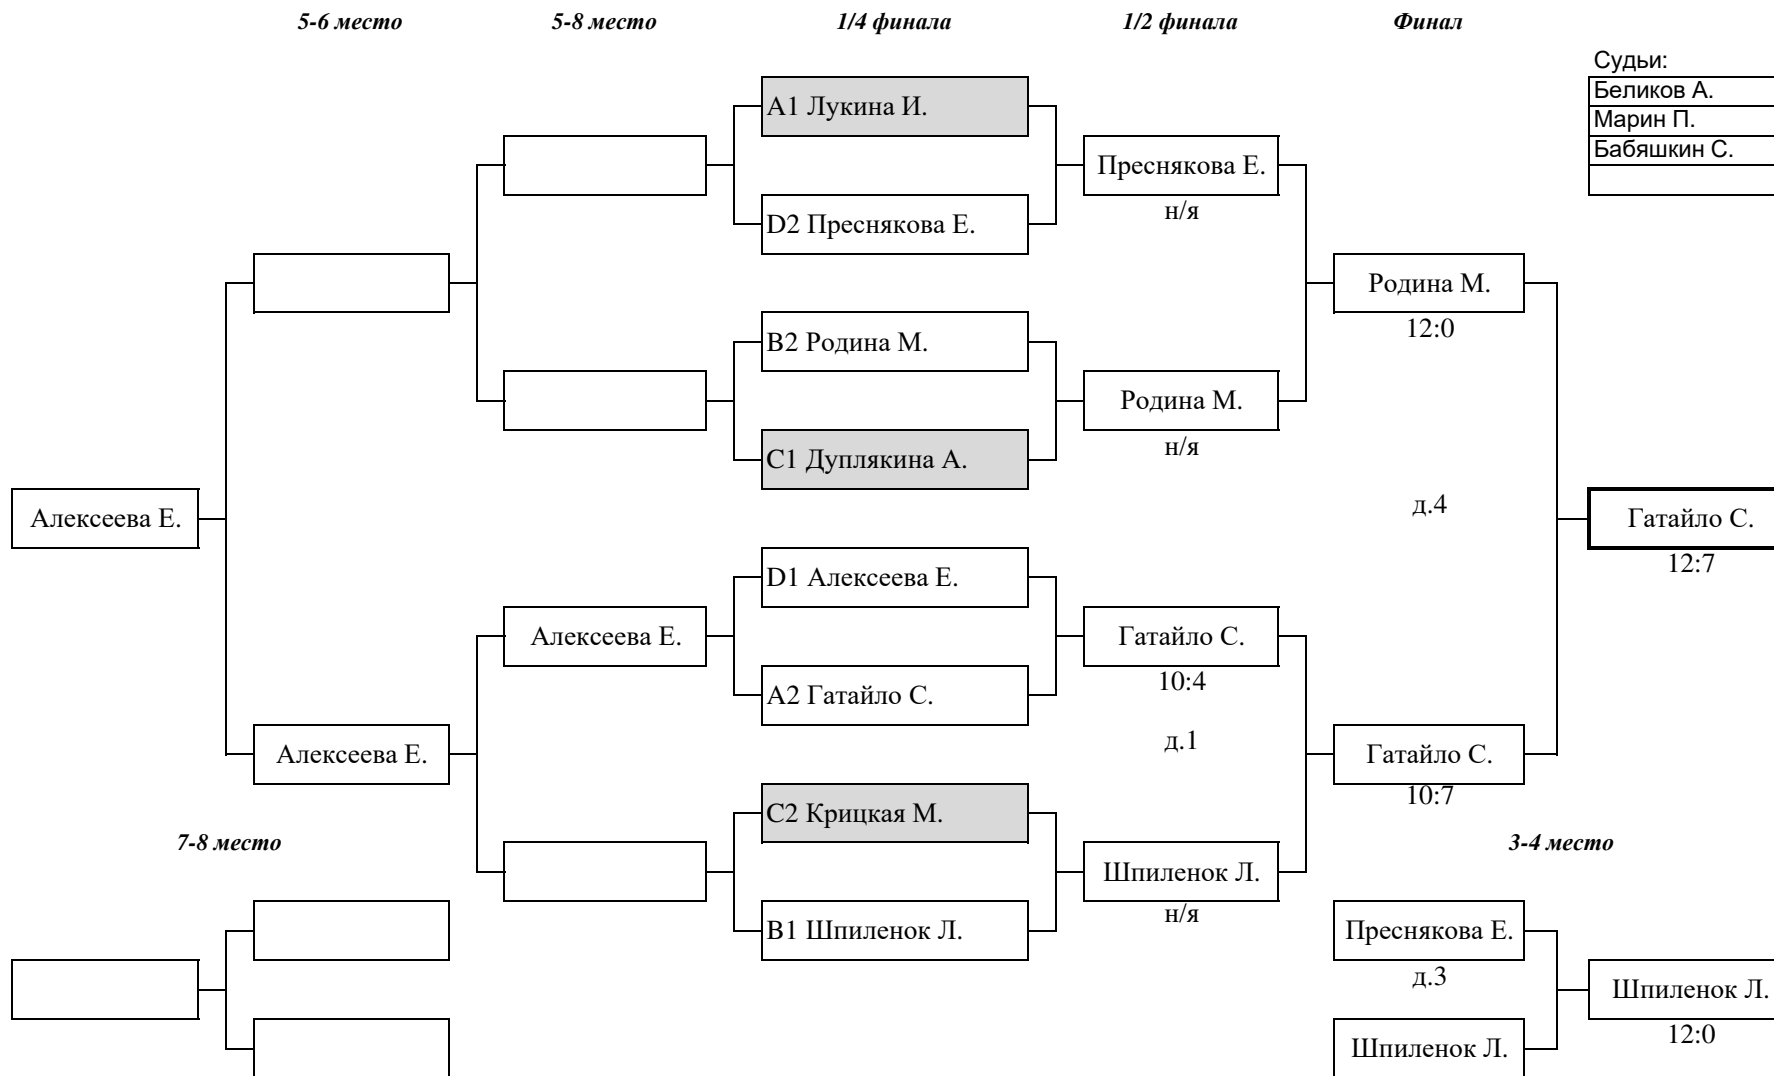 5-6 место 5-8 место 1/4 финала 1/2 финала Финал
Судьи:
Беликов А.
Марин П.
Бабяшкин С.
A1 Лукина И.
Преснякова Е.
н/я
D2 Преснякова Е.
Родина М.
12:0
B2 Родина М.
Родина М.
н/я
C1 Дуплякина А.
д.4
Алексеева Е.
Гатайло С.
12:7
D1 Алексеева Е.
Алексеева Е.
Гатайло С.
10:4
A2 Гатайло С.
д.1
Алексеева Е.
Гатайло С.
10:7
C2 Крицкая М.
7-8 место
3-4 место
Шпиленок Л.
н/я
B1 Шпиленок Л.
Преснякова Е.
д.3
Шпиленок Л.
12:0
Шпиленок Л.